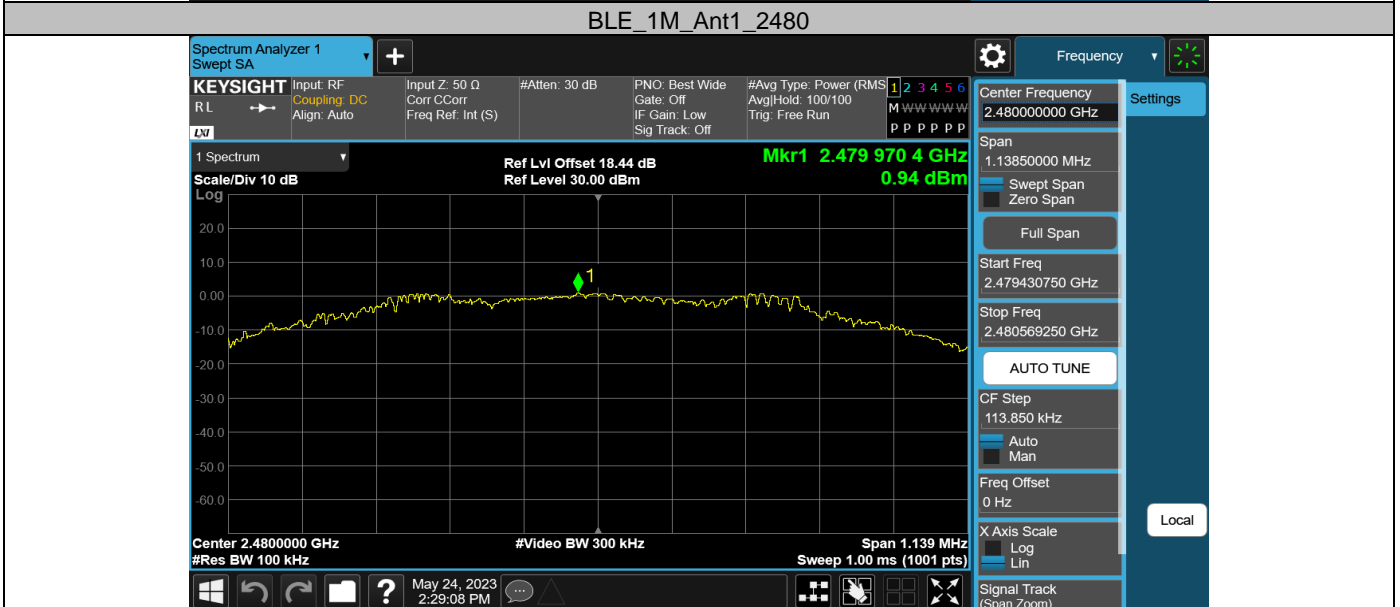 BLE_1M_Ant1_2480
Spectrum Analyzer 1
Swept SA
+
Frequency
KEYSIGHT
RL
LXI
Input: RF
Coupling: DC
Align: Auto
Input Z: 50 Ω
Corr CCorr
Freq Ref: Int (S)
#Atten: 30 dB
PNO: Best Wide
Gate: Off
IF Gain: Low
Sig Track: Off
#Avg Type: Power (RMS
Avg|Hold: 100/100
Trig: Free Run
1 2 3 4 5 6
M W W W W W
P P P P P P
1 Spectrum
Scale/Div 10 dB
Log
Ref Lvl Offset 18.44 dB
Ref Level 30.00 dBm
Mkr1 2.479 970 4 GHz
0.94 dBm
20.0
10.0
0.00
-10.0
-20.0
-30.0
-40.0
-50.0
-60.0
1
Center 2.4800000 GHz
#Res BW 100 kHz
#Video BW 300 kHz
Span 1.139 MHz
Sweep 1.00 ms (1001 pts)
Center Frequency
2.480000000 GHz
Span
1.13850000 MHz
Swept Span
Zero Span
Full Span
Start Freq
2.479430750 GHz
Stop Freq
2.480569250 GHz
AUTO TUNE
CF Step
113.850 kHz
Auto
Man
Freq Offset
0 Hz
X Axis Scale
Log
Lin
Signal Track
(Span Zoom)
Settings
Local
?
May 24, 2023
2:29:08 PM